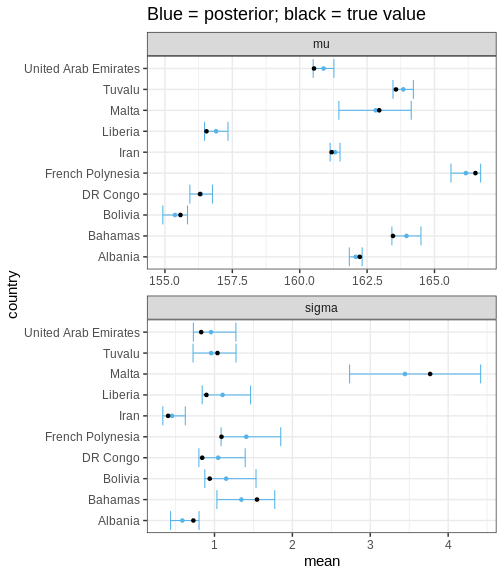 Blue = posterior; black = true value
mu
United Arab Emirates
Tuvalu
Malta
Liberia
Iran
French Polynesia
DR Congo
Bolivia
Bahamas
Albania
155.0 157.5 160.0 162.5 165.0
country
sigma
United Arab Emirates
Tuvalu
Malta
Liberia
Iran
French Polynesia
DR Congo
Bolivia
Bahamas
Albania
1 2 3 4
mean